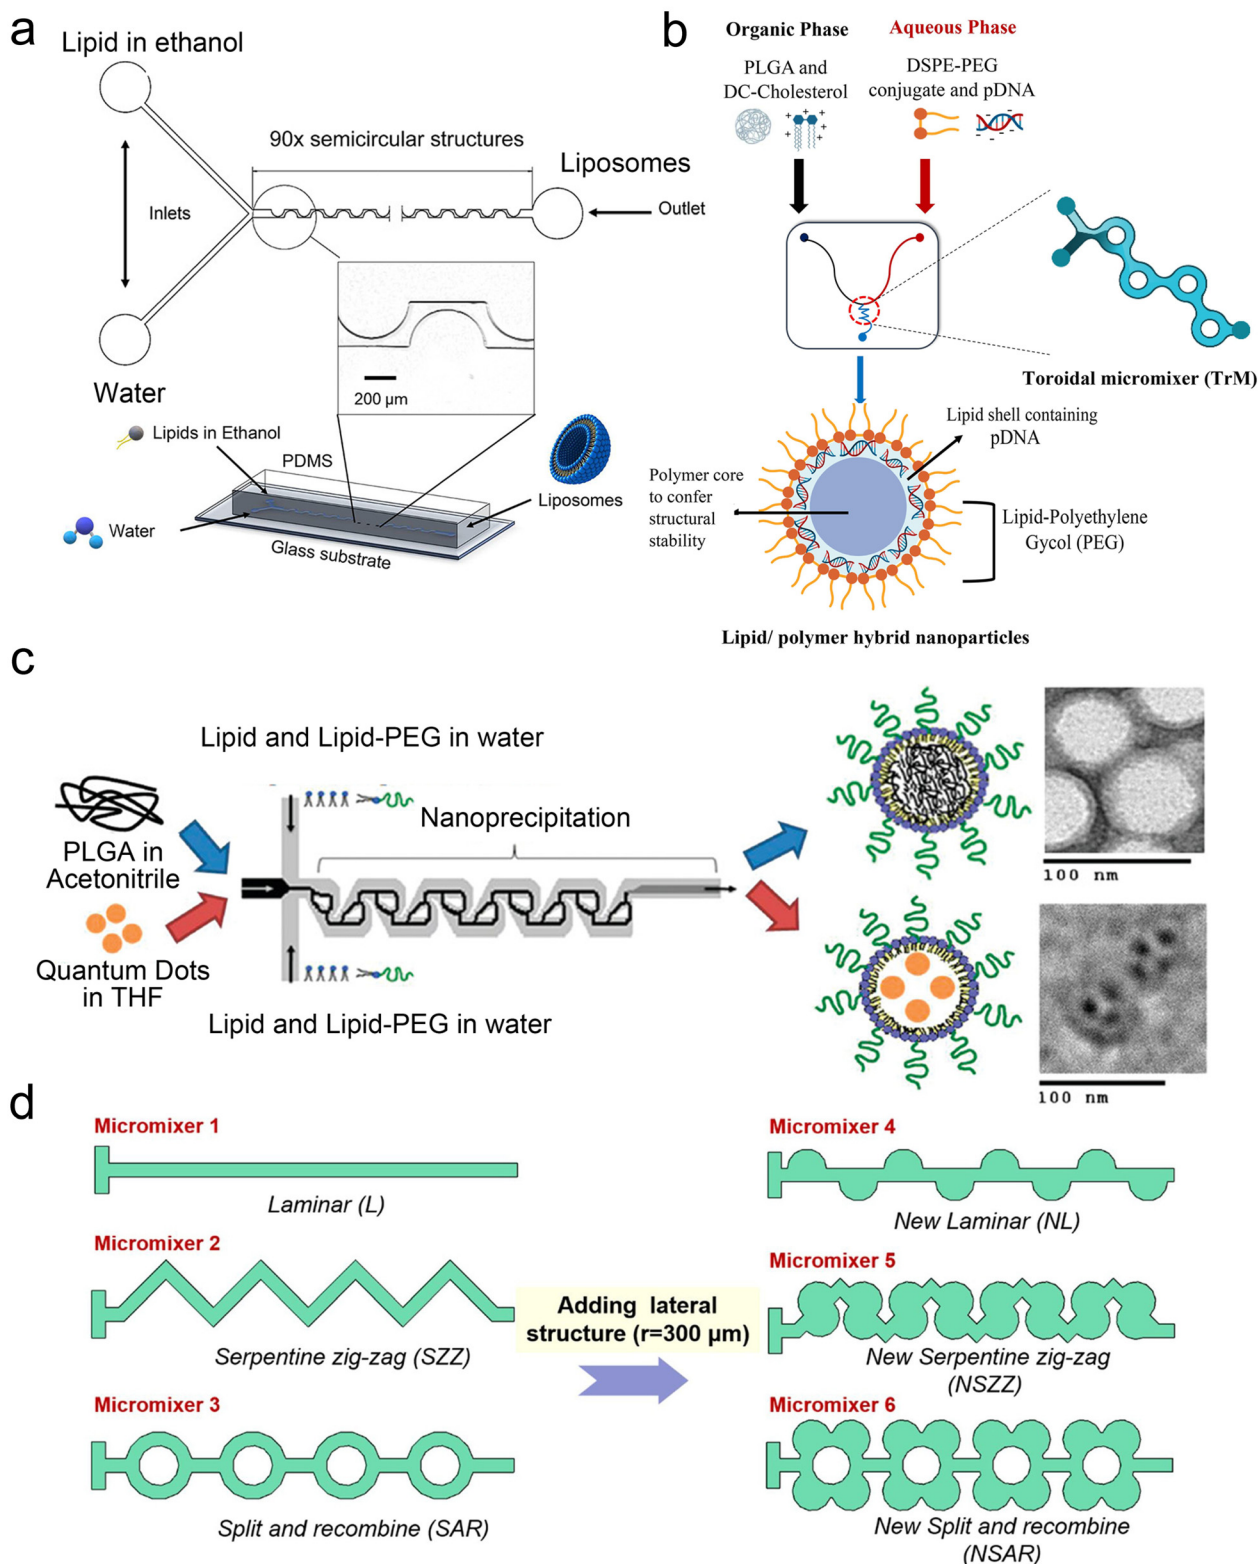 a
Lipid in ethanol
90x semicircular structures
Liposomes
Inlets
Outlet
Water
200 µm
Lipids in Ethanol
PDMS
Water
Liposomes
Glass substrate
b
Organic Phase
Aqueous Phase
PLGA and
DC-Cholesterol
DSPE-PEG
conjugate and pDNA
Toroidal micromixer (TrM)
Lipid shell containing
pDNA
Polymer core
to confer
structural
stability
Lipid-Polyethylene
Gycol (PEG)
Lipid/ polymer hybrid nanoparticles
c
Lipid and Lipid-PEG in water
Nanoprecipitation
PLGA in
Acetonitrile
Quantum Dots
in THF
Lipid and Lipid-PEG in water
100 nm
100 nm
d
Micromixer 1
Laminar (L)
Micromixer 2
Serpentine zig-zag (SZZ)
Micromixer 3
Split and recombine (SAR)
Adding lateral
structure (r=300 µm)
Micromixer 4
New Laminar (NL)
Micromixer 5
New Serpentine zig-zag
(NSZZ)
Micromixer 6
New Split and recombine
(NSAR)